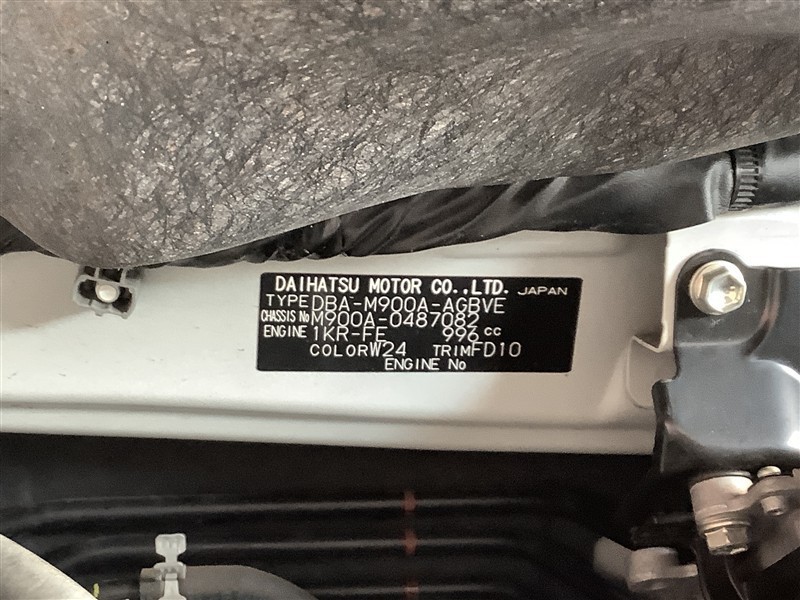 DAIHATSU MOTOR CO.,LTD. JAPAN
TYPE DBA-M900A-AGBVE
CHASSIS No M900A-0487082
ENGINE 1KR-FE 996 cc
COLOR W24 TRIM FD10
ENGINE No